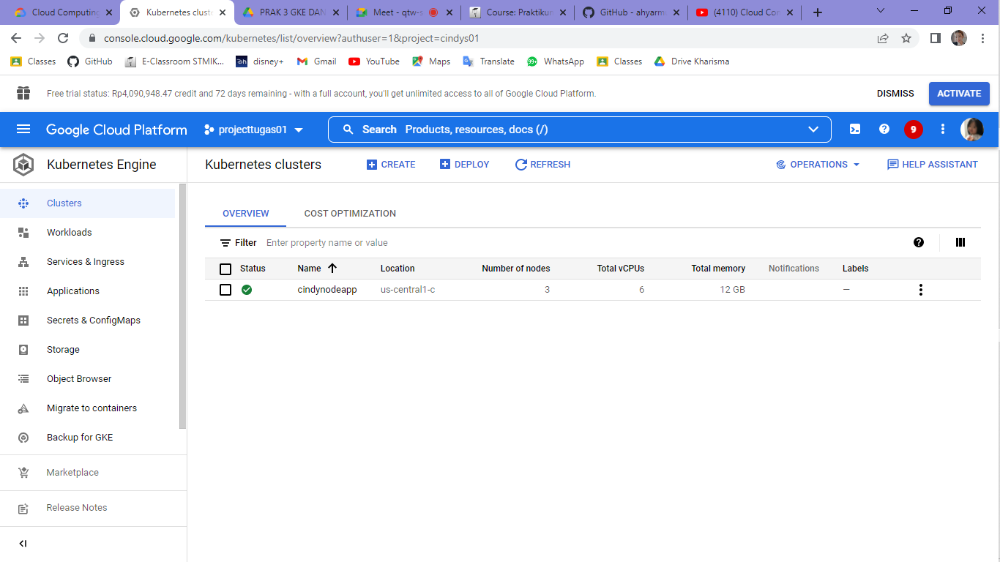 Cloud Computing
Kubernetes cluste
PRAK 3 GKE DAN
Meet - qtw-s
Course: Praktikur
GitHub - ahyarm
(4110) Cloud Co
console.cloud.google.com/kubernetes/list/overview?authuser=1&project=cindys01
Classes
GitHub
E-Classroom STMIK...
disney+
Gmail
YouTube
Maps
Translate
99+
WhatsApp
Classes
Drive Kharisma
Free trial status: Rp4,090,948.47 credit and 72 days remaining - with a full account, you'll get unlimited access to all of Google Cloud Platform.
DISMISS
ACTIVATE
Google Cloud Platform
projecttugas01
Search Products, resources, docs (/)
9
Kubernetes Engine
Kubernetes clusters
CREATE
DEPLOY
REFRESH
OPERATIONS
HELP ASSISTANT
Clusters
Workloads
Services & Ingress
Applications
Secrets & ConfigMaps
Storage
Object Browser
Migrate to containers
Backup for GKE
Marketplace
Release Notes
OVERVIEW
COST OPTIMIZATION
Filter Enter property name or value
Status Name Location Number of nodes Total vCPUs Total memory Notifications Labels
cindynodeapp us-central1-c 3 6 12 GB —